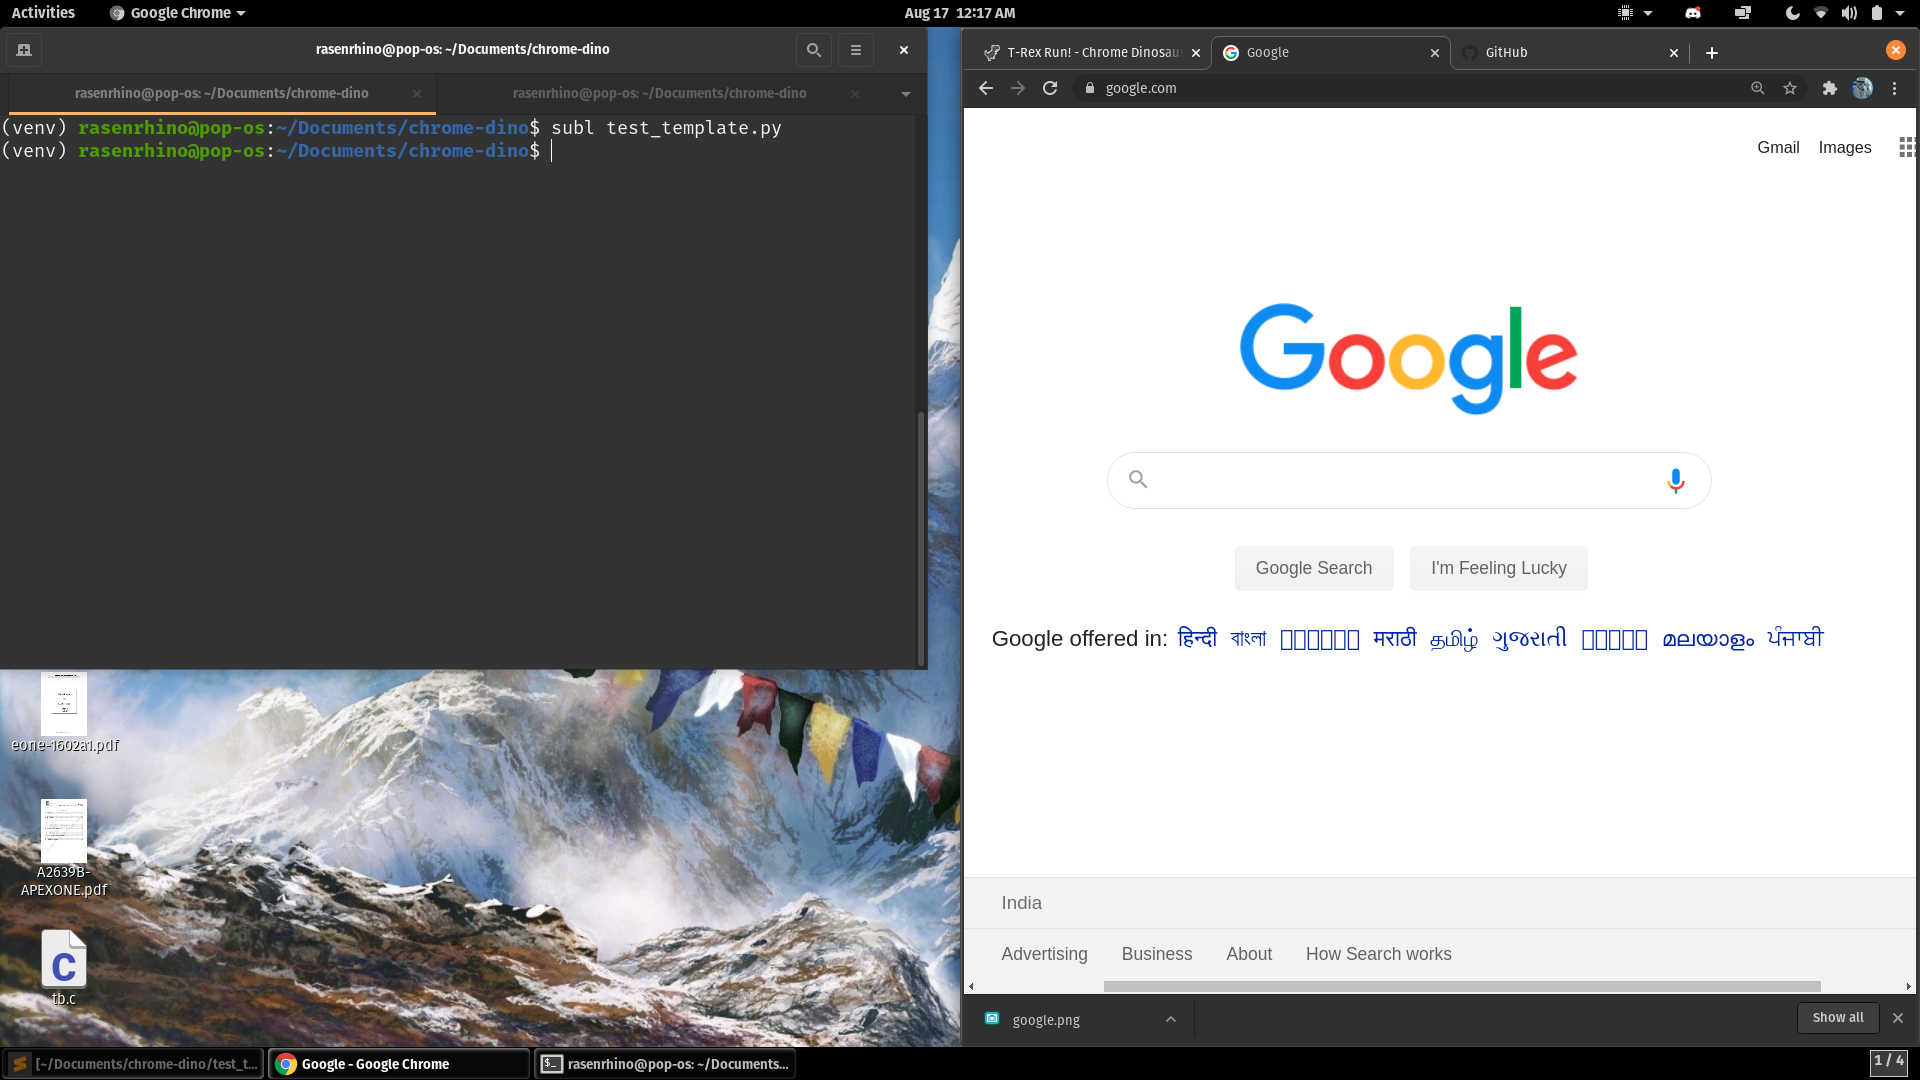 Activities
Google Chrome
Aug 17 12:17 AM
rasenrhino@pop-os: ~/Documents/chrome-dino
rasenrhino@pop-os: ~/Documents/chrome-dino
rasenrhino@pop-os: ~/Documents/chrome-dino
(venv) rasenrhino@pop-os:~/Documents/chrome-dino$ subl test_template.py
(venv) rasenrhino@pop-os:~/Documents/chrome-dino$
eone-1602a1.pdf
A2639B-
APEXONE.pdf
C
tb.c
T-Rex Run! - Chrome Dinosau
Google
GitHub
google.com
Gmail Images
Google
Google Search I'm Feeling Lucky
Google offered in: हिन्दी বাংলা मराठी தமிழ் ગુજરાતી മലയാളം ਪੰਜਾਬੀ
India
Advertising Business About How Search works
google.png
Show all
[~/Documents/chrome-dino/test_t...
Google - Google Chrome
rasenrhino@pop-os: ~/Documents...
1 / 4